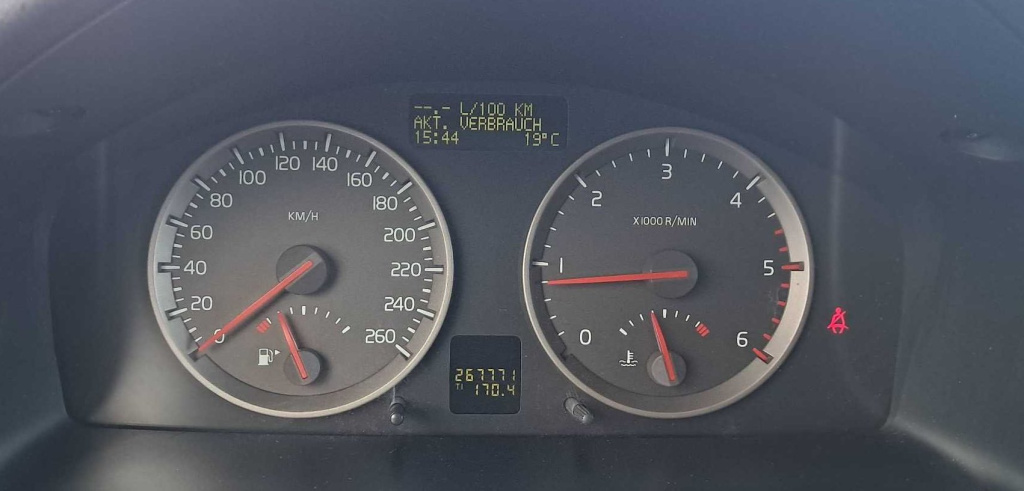 --.- L/100 KM
AKT. VERBRAUCH
15:44 19°C
0 20 40 60 80 100 120 140 160 180 200 220 240 260
KM/H
0 1 2 3 4 5 6
X1000 R/MIN
267771
T1 170.4